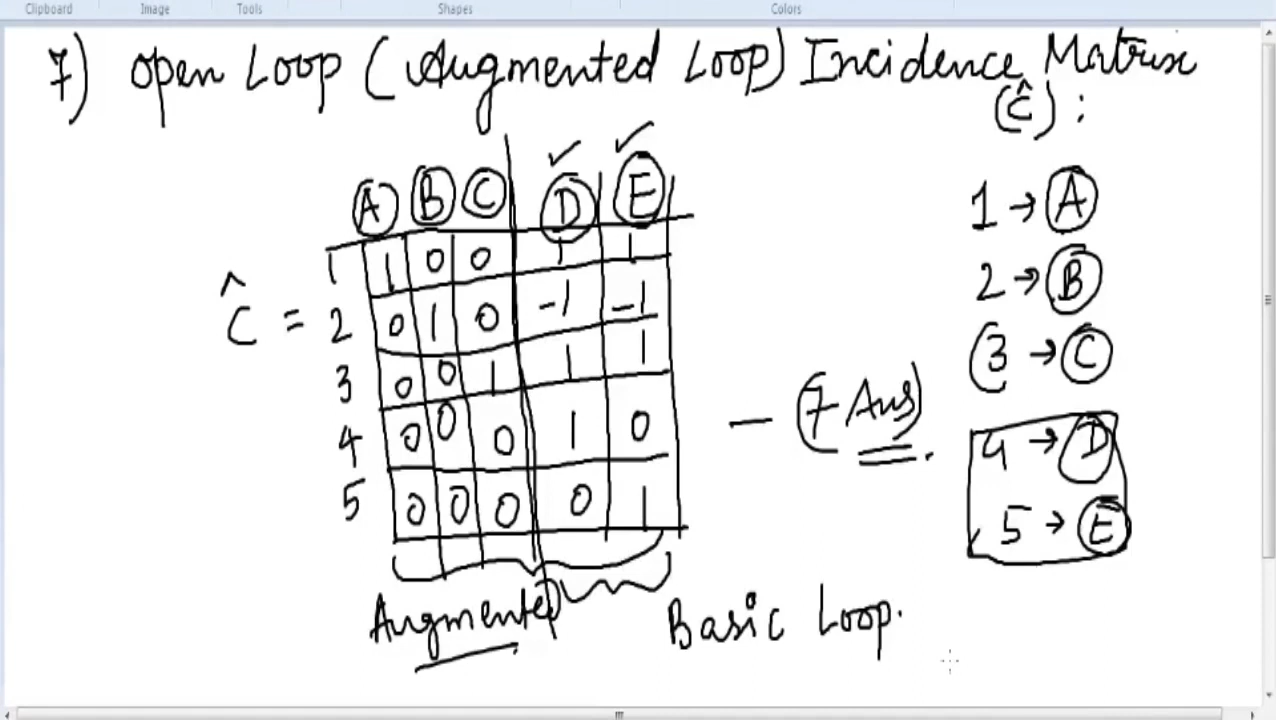 Clipboard Image Tools Shapes Colors
7) Open Loop (Augmented Loop) Incidence Matrix
(Ĉ) :
A B C D E
1 1 0 0 1 1
Ĉ = 2 0 1 0 -1 -1
3 0 0 1 1 1
4 0 0 0 1 0
5 0 0 0 0 1
— (7 Ans).
Augmented
Basic Loop.
1 → A
2 → B
(3 → C
4 → D
5 → E